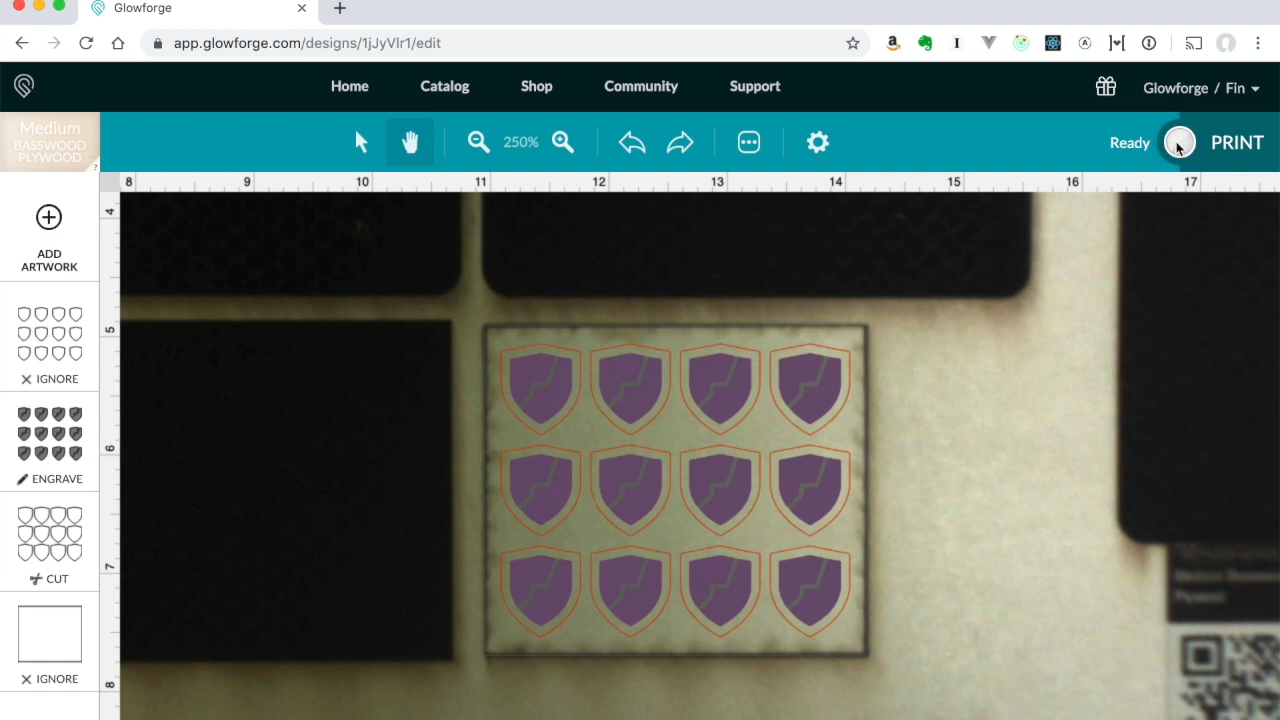 Glowforge
app.glowforge.com/designs/1jJyVlr1/edit
Home Catalog Shop Community Support Glowforge / Fin
Medium
BASSWOOD
PLYWOOD
?
250%
Ready PRINT
8 9 10 11 12 13 14 15 16 17
4
5
6
7
8
ADD
ARTWORK
IGNORE
ENGRAVE
CUT
IGNORE
Plywood